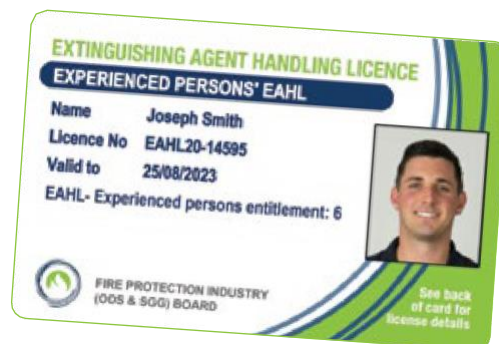 EXTINGUISHING AGENT HANDLING LICENCE
EXPERIENCED PERSONS' EAHL
Name Joseph Smith
Licence No EAHL20-14595
Valid to 25/08/2023
EAHL- Experienced persons entitlement: 6
FIRE PROTECTION INDUSTRY
(ODS & SGG) BOARD
See back
of card for
license details